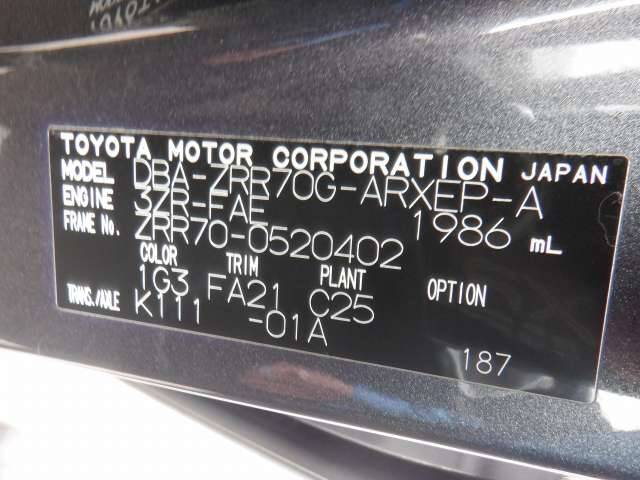 TOYOTA MOTOR CORPORATION JAPAN
MODEL DBA-ZRR70G-ARXEP-A
ENGINE 3ZR-FAE 1986 mL
FRAME No. ZRR70-0520402
COLOR TRIM PLANT OPTION
1G3 FA21 C25
TRANS./AXLE K111 -01A
187